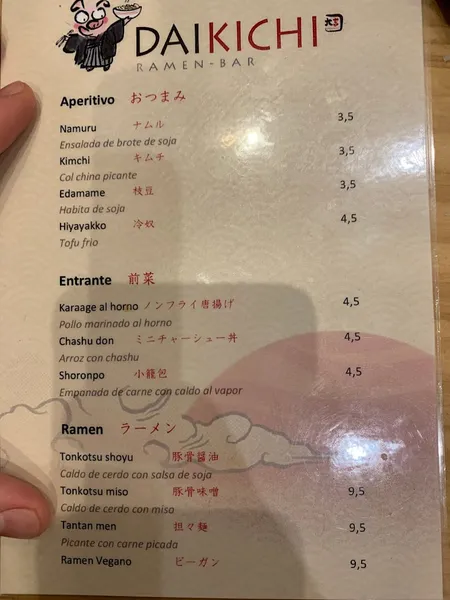 DAIKICHI 大吉
RAMEN-BAR
Aperitivo おつまみ
Namuru ナムル 3,5
Ensalada de brote de soja
Kimchi キムチ 3,5
Col china picante
Edamame 枝豆 3,5
Habita de soja
Hiyayakko 冷奴 4,5
Tofu frio
Entrante 前菜
Karaage al horno ノンフライ唐揚げ 4,5
Pollo marinado al horno
Chashu don ミニチャーシュー丼 4,5
Arroz con chashu
Shoronpo 小籠包 4,5
Empanada de carne con caldo al vapor
Ramen ラーメン
Tonkotsu shoyu 豚骨醤油
Caldo de cerdo con salsa de soja
Tonkotsu miso 豚骨味噌 9,5
Caldo de cerdo con miso
Tantan men 担々麺 9,5
Picante con carne picada
Ramen Vegano ビーガン 9,5